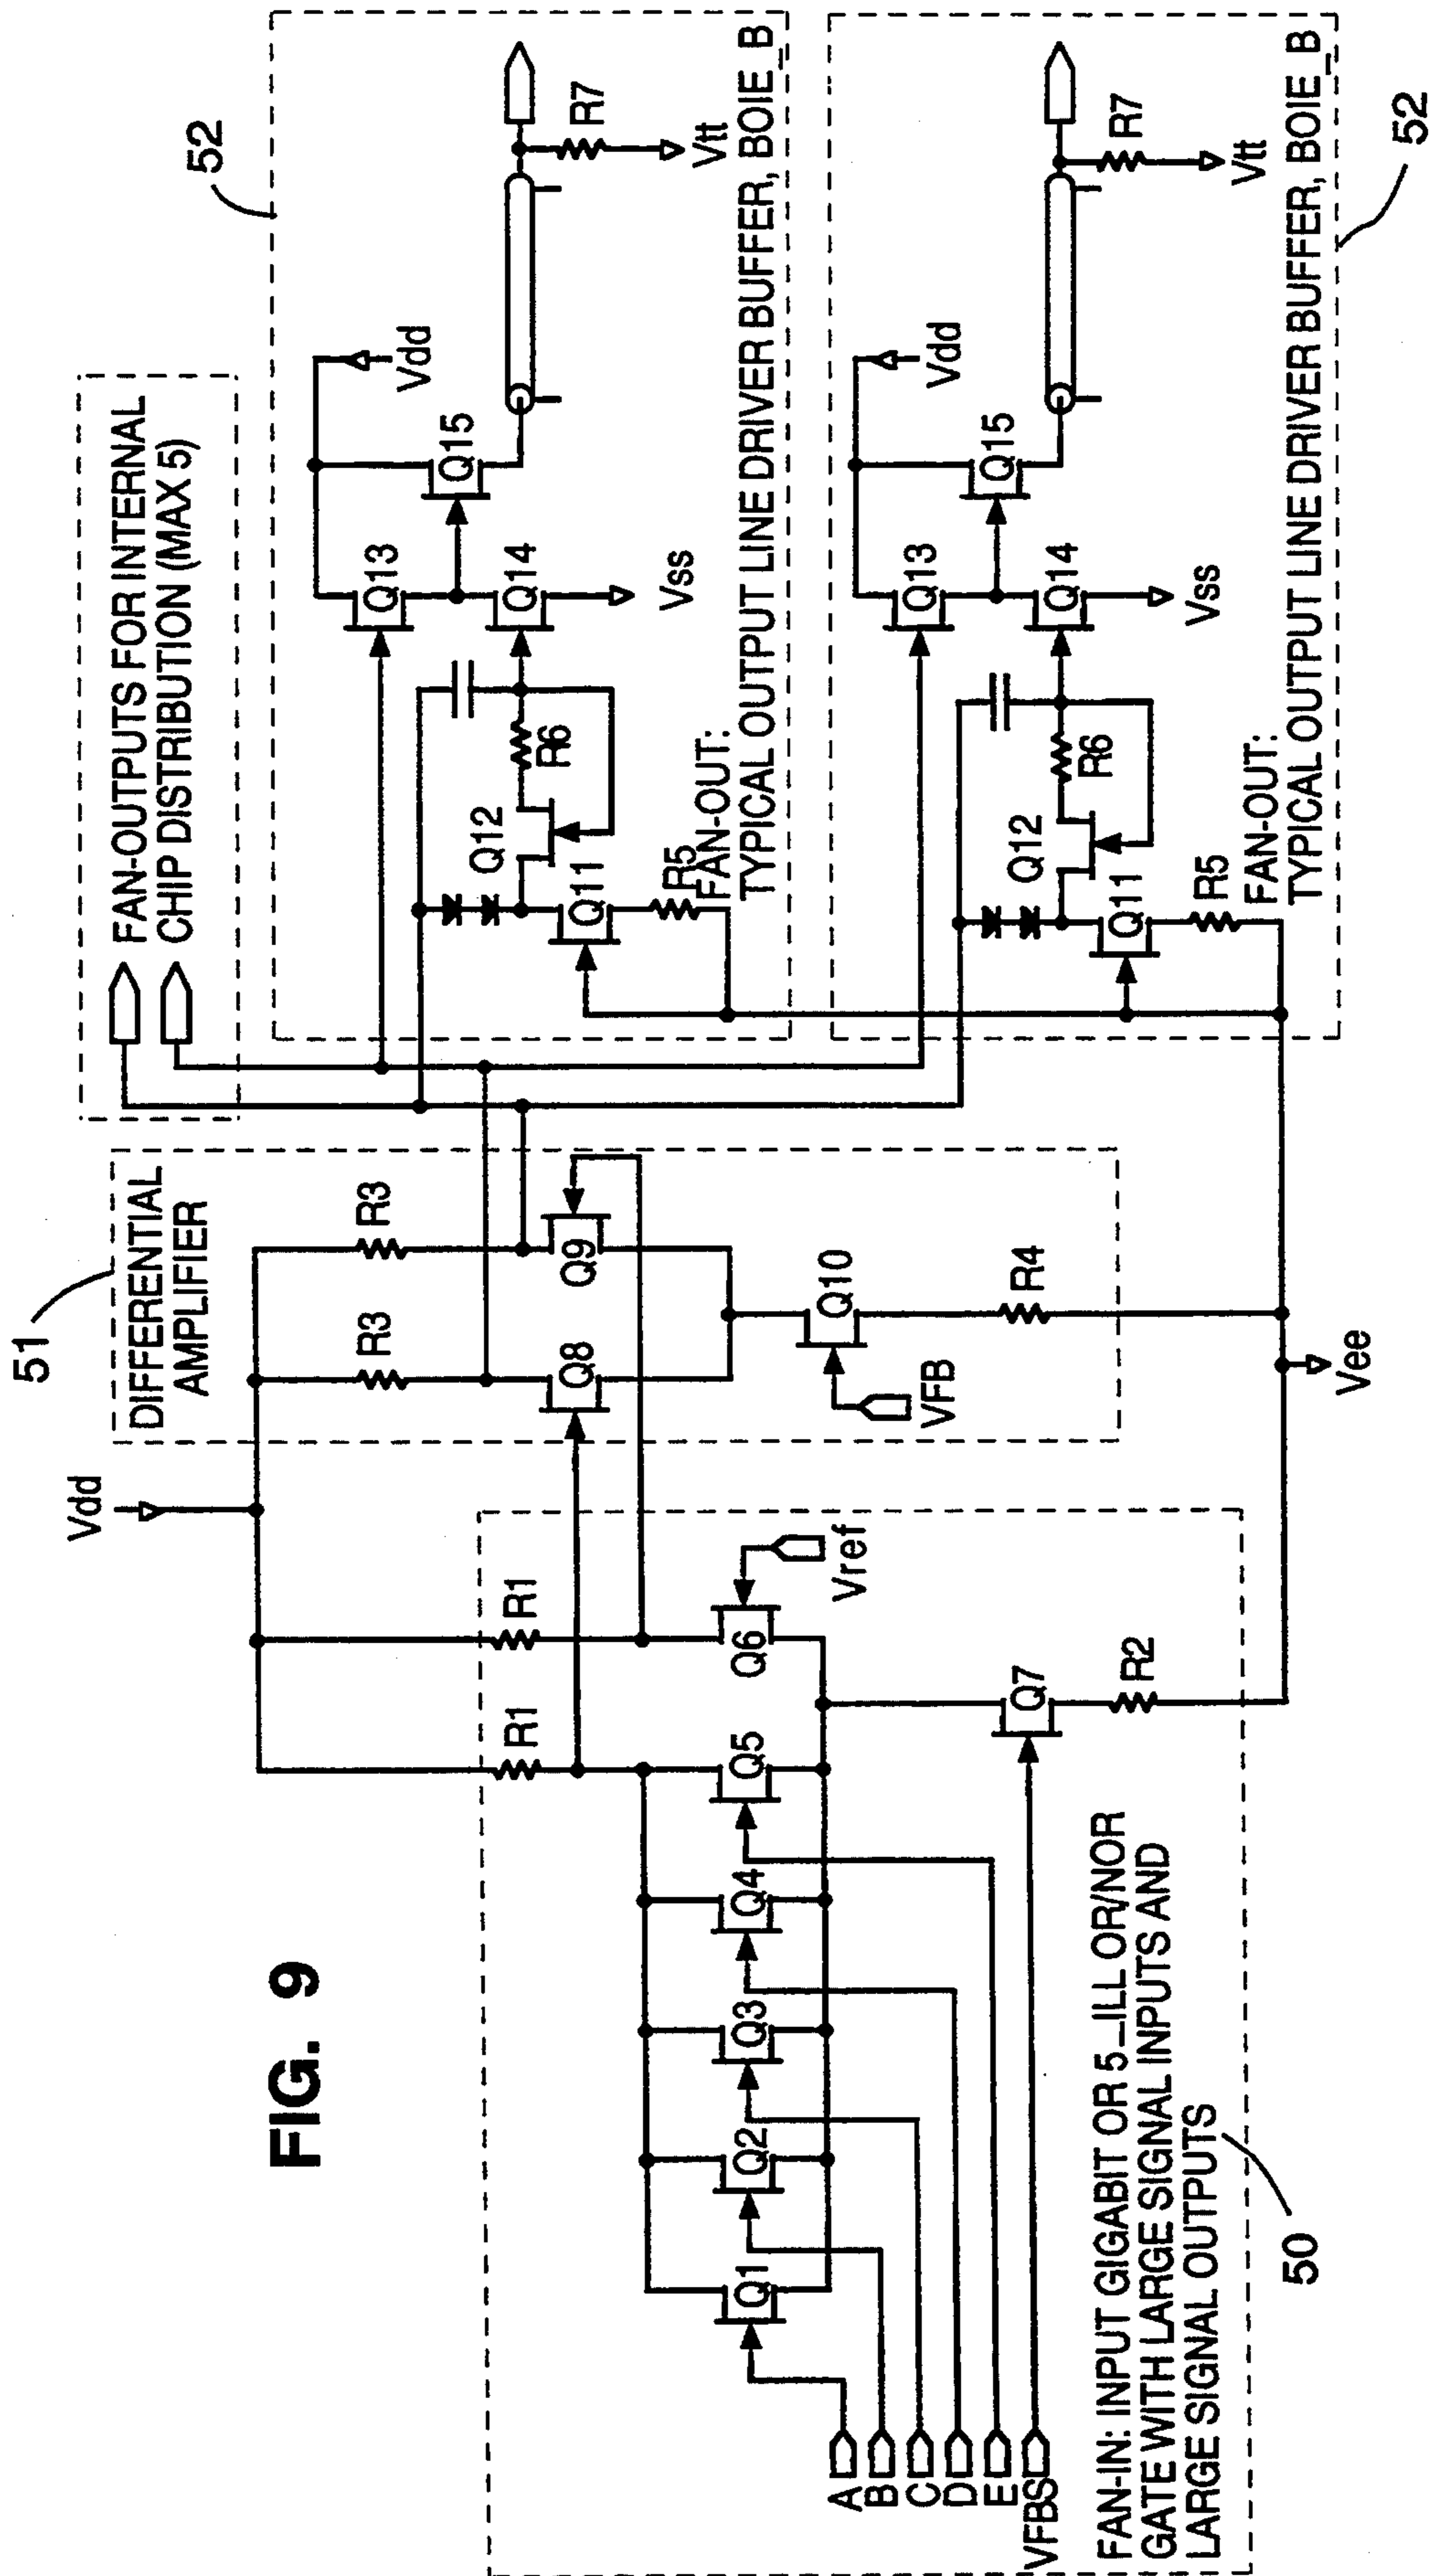 FIG. 9
51
DIFFERENTIAL
AMPLIFIER
FAN-OUTPUTS FOR INTERNAL
CHIP DISTRIBUTION (MAX 5)
52
Vdd
R1
R1
R3
R3
Q1
Q2
Q3
Q4
Q5
Q6
Vref
Q7
R2
Q8
Q9
Q10
VFB
R4
Vee
A
B
C
D
E
VFBS
FAN-IN: INPUT GIGABIT OR 5_ILL OR/NOR
GATE WITH LARGE SIGNAL INPUTS AND
LARGE SIGNAL OUTPUTS
50
Vdd
Q13
Q15
Q14
Vss
Q12
R6
Q11
R5
R7
Vtt
FAN-OUT:
TYPICAL OUTPUT LINE DRIVER BUFFER, BOIE_B
Vdd
Q13
Q15
Q14
Vss
Q12
R6
Q11
R5
R7
Vtt
FAN-OUT:
TYPICAL OUTPUT LINE DRIVER BUFFER, BOIE_B
52